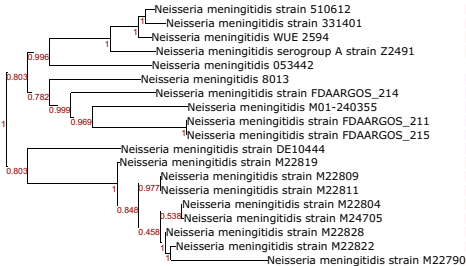 Neisseria meningitidis strain 510612
1
Neisseria meningitidis strain 331401
1
Neisseria meningitidis WUE 2594
1
Neisseria meningitidis serogroup A strain Z2491
0.996
Neisseria meningitidis 053442
0.803
Neisseria meningitidis 8013
0.782
Neisseria meningitidis strain FDAARGOS_214
0.999
Neisseria meningitidis M01-240355
0.969
Neisseria meningitidis strain FDAARGOS_211
1
Neisseria meningitidis strain FDAARGOS_215
1
Neisseria meningitidis strain DE10444
0.803
Neisseria meningitidis strain M22819
1
Neisseria meningitidis strain M22809
0.977
Neisseria meningitidis strain M22811
0.848
Neisseria meningitidis strain M22804
0.538
Neisseria meningitidis strain M24705
0.458
Neisseria meningitidis strain M22828
1
Neisseria meningitidis strain M22822
1
Neisseria meningitidis strain M22790